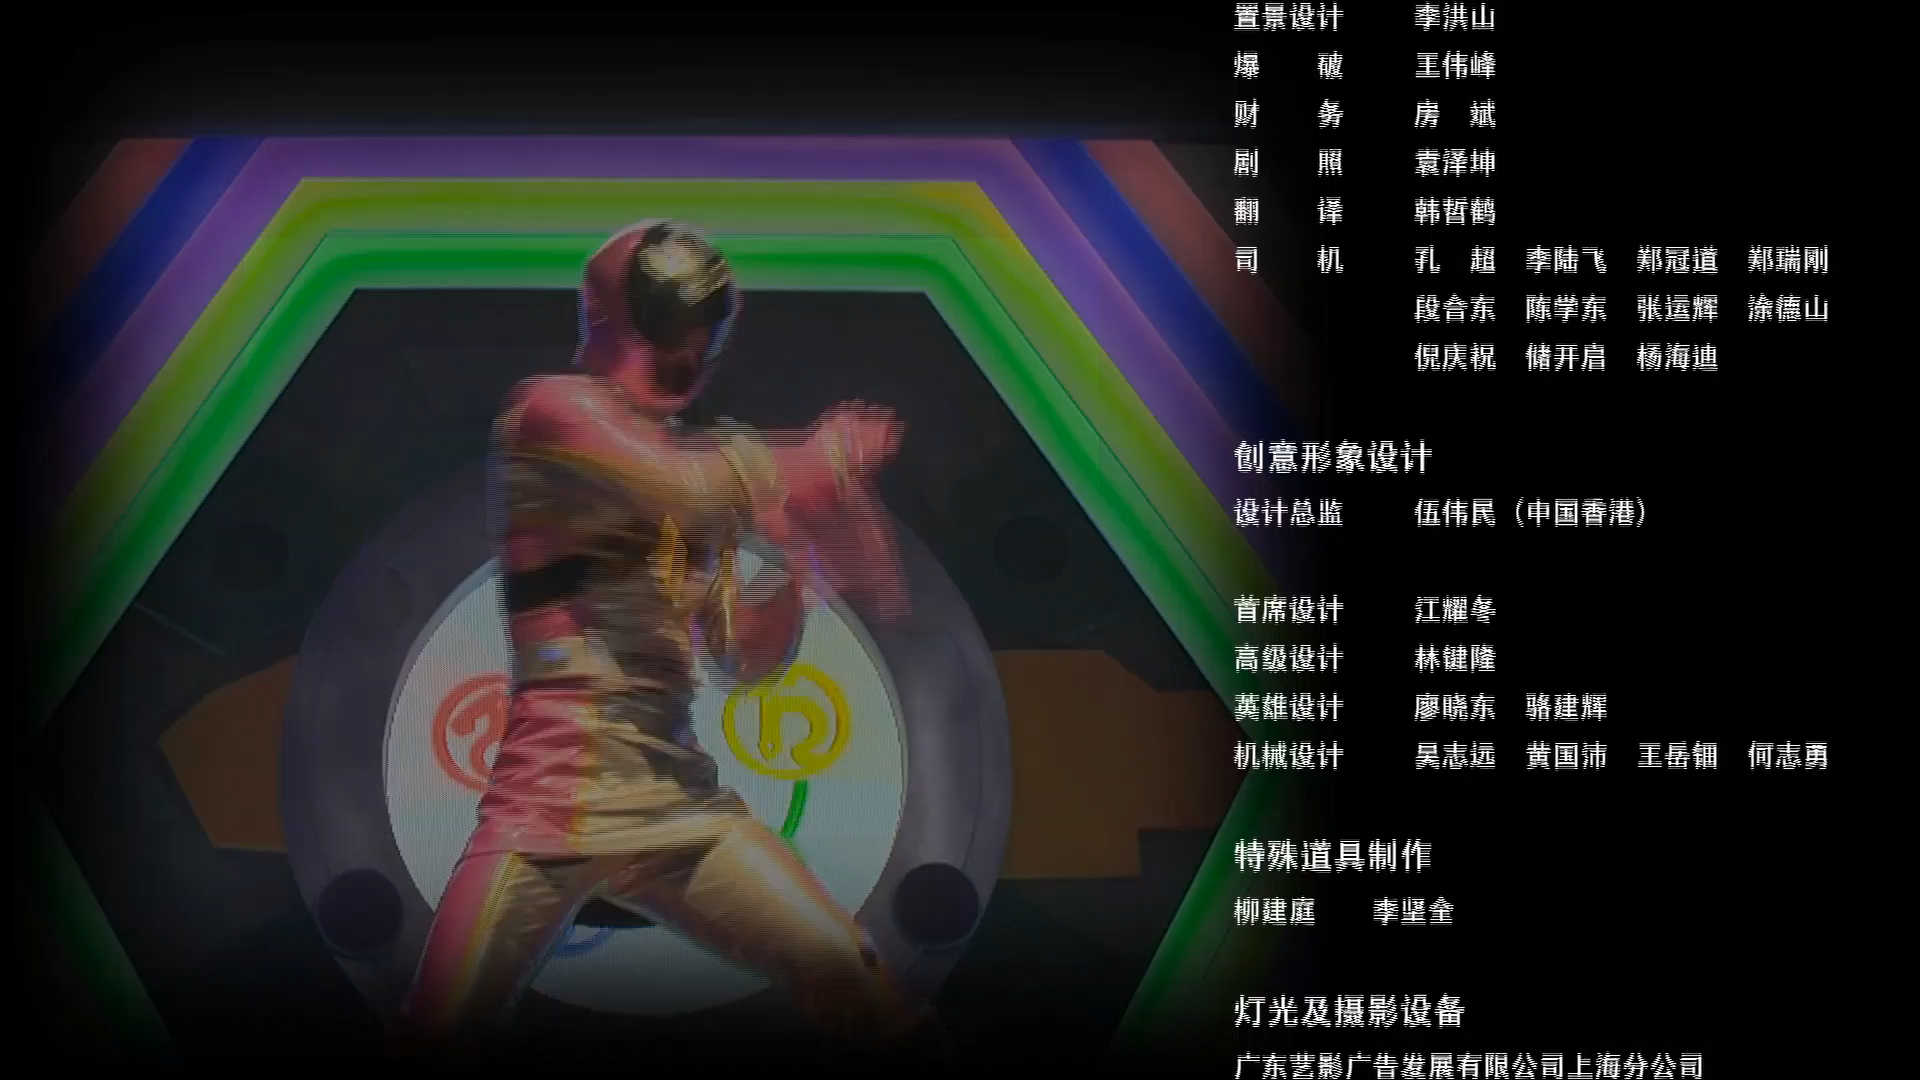 置景设计 李洪山
爆 破 王伟峰
财 务 房 斌
剧 照 袁泽坤
翻 译 韩哲鹤
司 机 孔 超 李陆飞 郑冠道 郑瑞刚
段合东 陈学东 张运辉 涂德山
倪庆祝 储开启 杨海迪
创意形象设计
设计总监 伍伟民（中国香港）
首席设计 江耀冬
高级设计 林键隆
英雄设计 廖晓东 骆建辉
机械设计 吴志远 黄国沛 王岳钿 何志勇
特殊道具制作
柳建庭 李坚全
灯光及摄影设备
广东艺影广告发展有限公司上海分公司